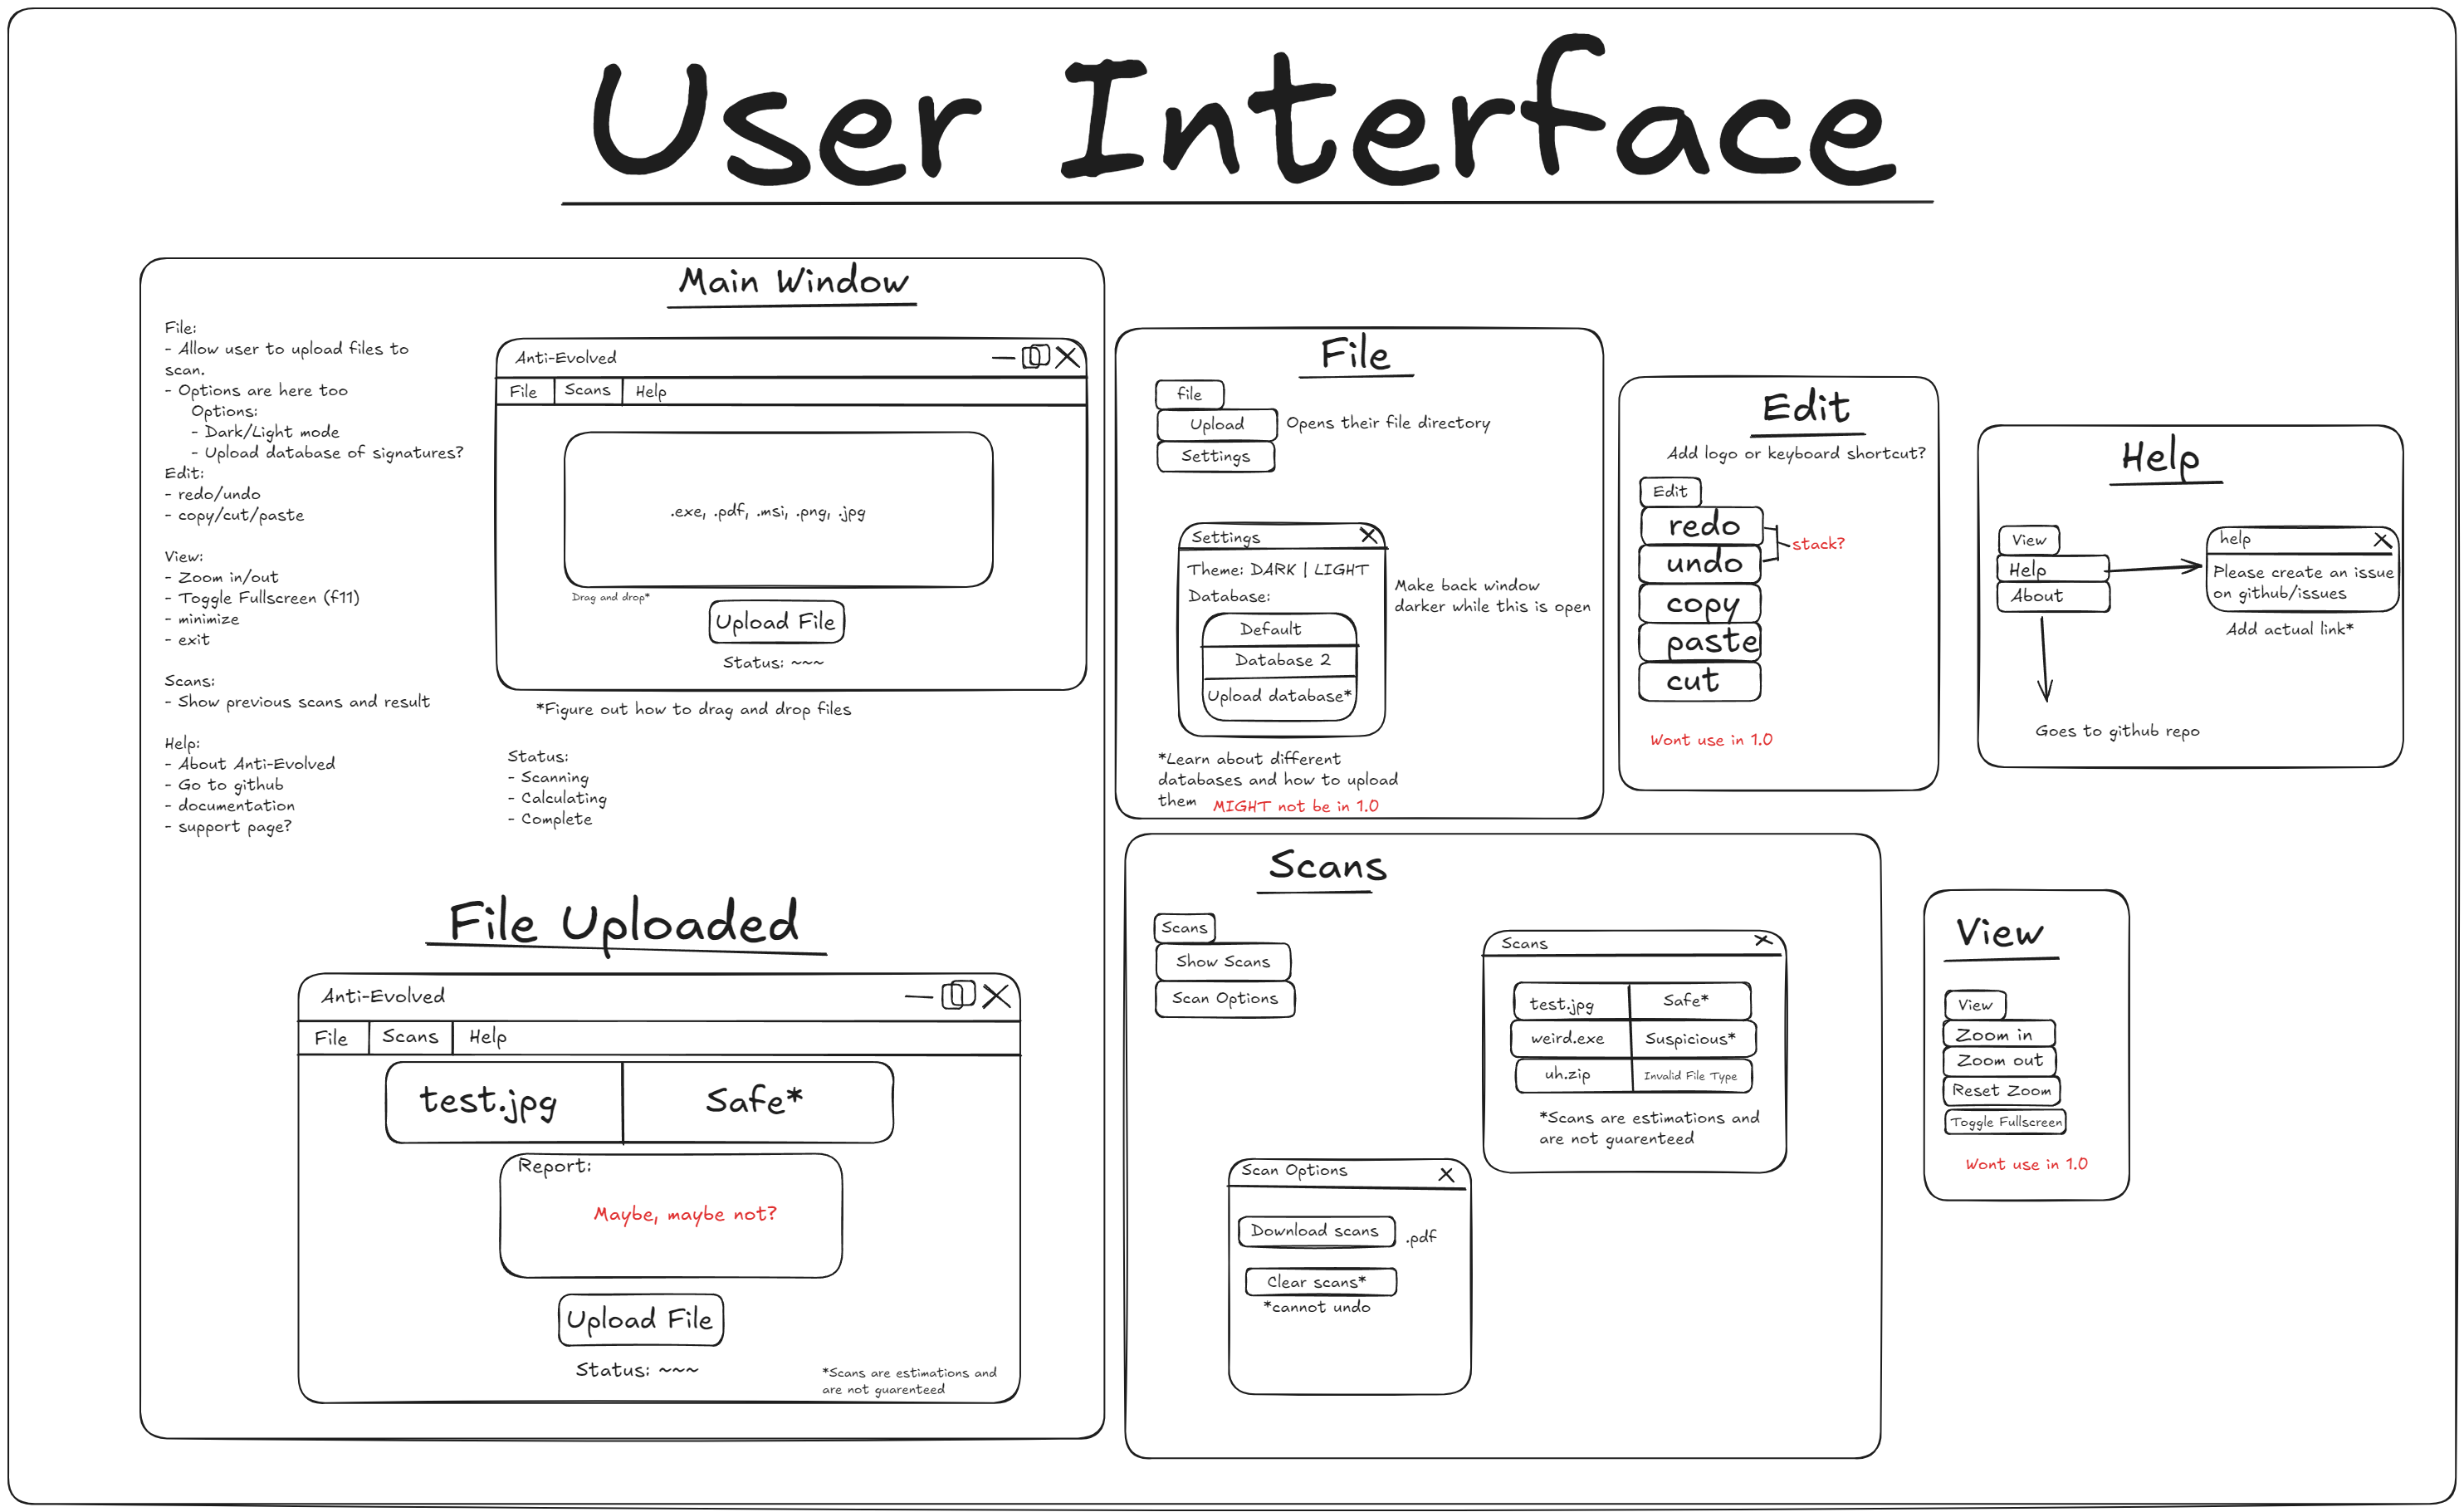 User Interface
Main Window
File:
- Allow user to upload files to
scan.
- Options are here too
Options:
- Dark/Light mode
- Upload database of signatures?
Edit:
- redo/undo
- copy/cut/paste
View:
- Zoom in/out
- Toggle Fullscreen (f11)
- minimize
- exit
Scans:
- Show previous scans and result
Help:
- About Anti-Evolved
- Go to github
- documentation
- support page?
Anti-Evolved
File Scans Help
.exe, .pdf, .msi, .png, .jpg
Drag and drop*
Upload File
Status: ~~~
*Figure out how to drag and drop files
Status:
- Scanning
- Calculating
- Complete
File Uploaded
Anti-Evolved
File Scans Help
test.jpg Safe*
Report:
Maybe, maybe not?
Upload File
Status: ~~~
*Scans are estimations and
are not guarenteed
File
file
Upload Opens their file directory
Settings
Settings
Theme: DARK | LIGHT
Database:
Default
Database 2
Upload database*
Make back window
darker while this is open
*Learn about different
databases and how to upload
them MIGHT not be in 1.0
Edit
Add logo or keyboard shortcut?
Edit
redo
undo
stack?
copy
paste
cut
Wont use in 1.0
Help
View
Help
About
help
Please create an issue
on github/issues
Add actual link*
Goes to github repo
Scans
Scans
Show Scans
Scan Options
Scans
test.jpg Safe*
weird.exe Suspicious*
uh.zip Invalid File Type
*Scans are estimations and
are not guarenteed
Scan Options
Download scans .pdf
Clear scans*
*cannot undo
View
View
Zoom in
Zoom out
Reset Zoom
Toggle Fullscreen
Wont use in 1.0